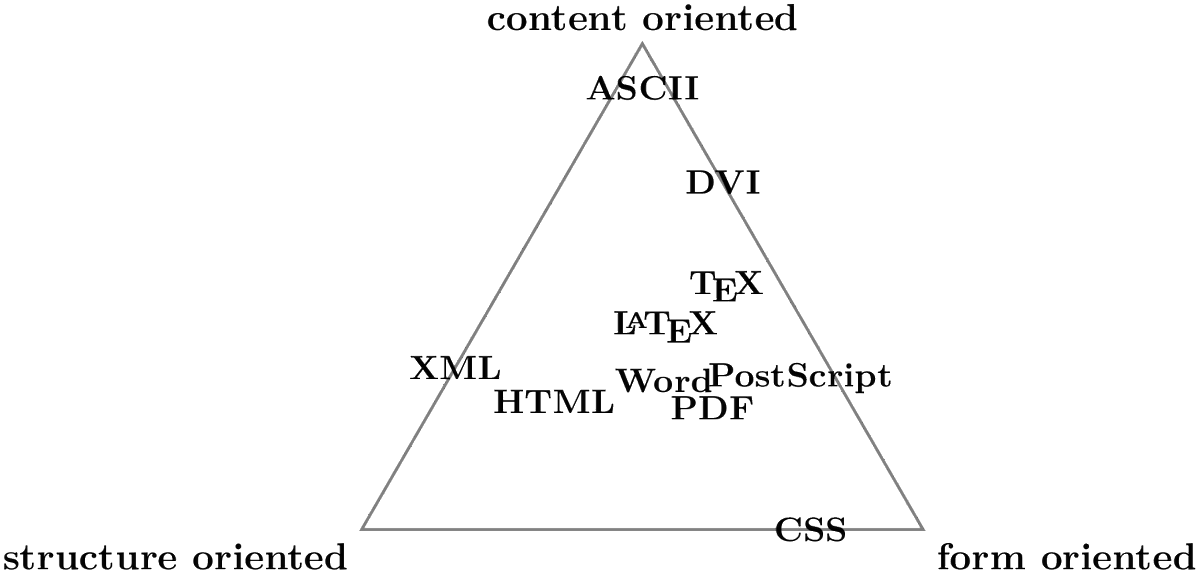 content oriented
ASCII
DVI
TEX
LATEX
XML
Word PostScript
HTML
PDF
CSS
structure oriented
form oriented